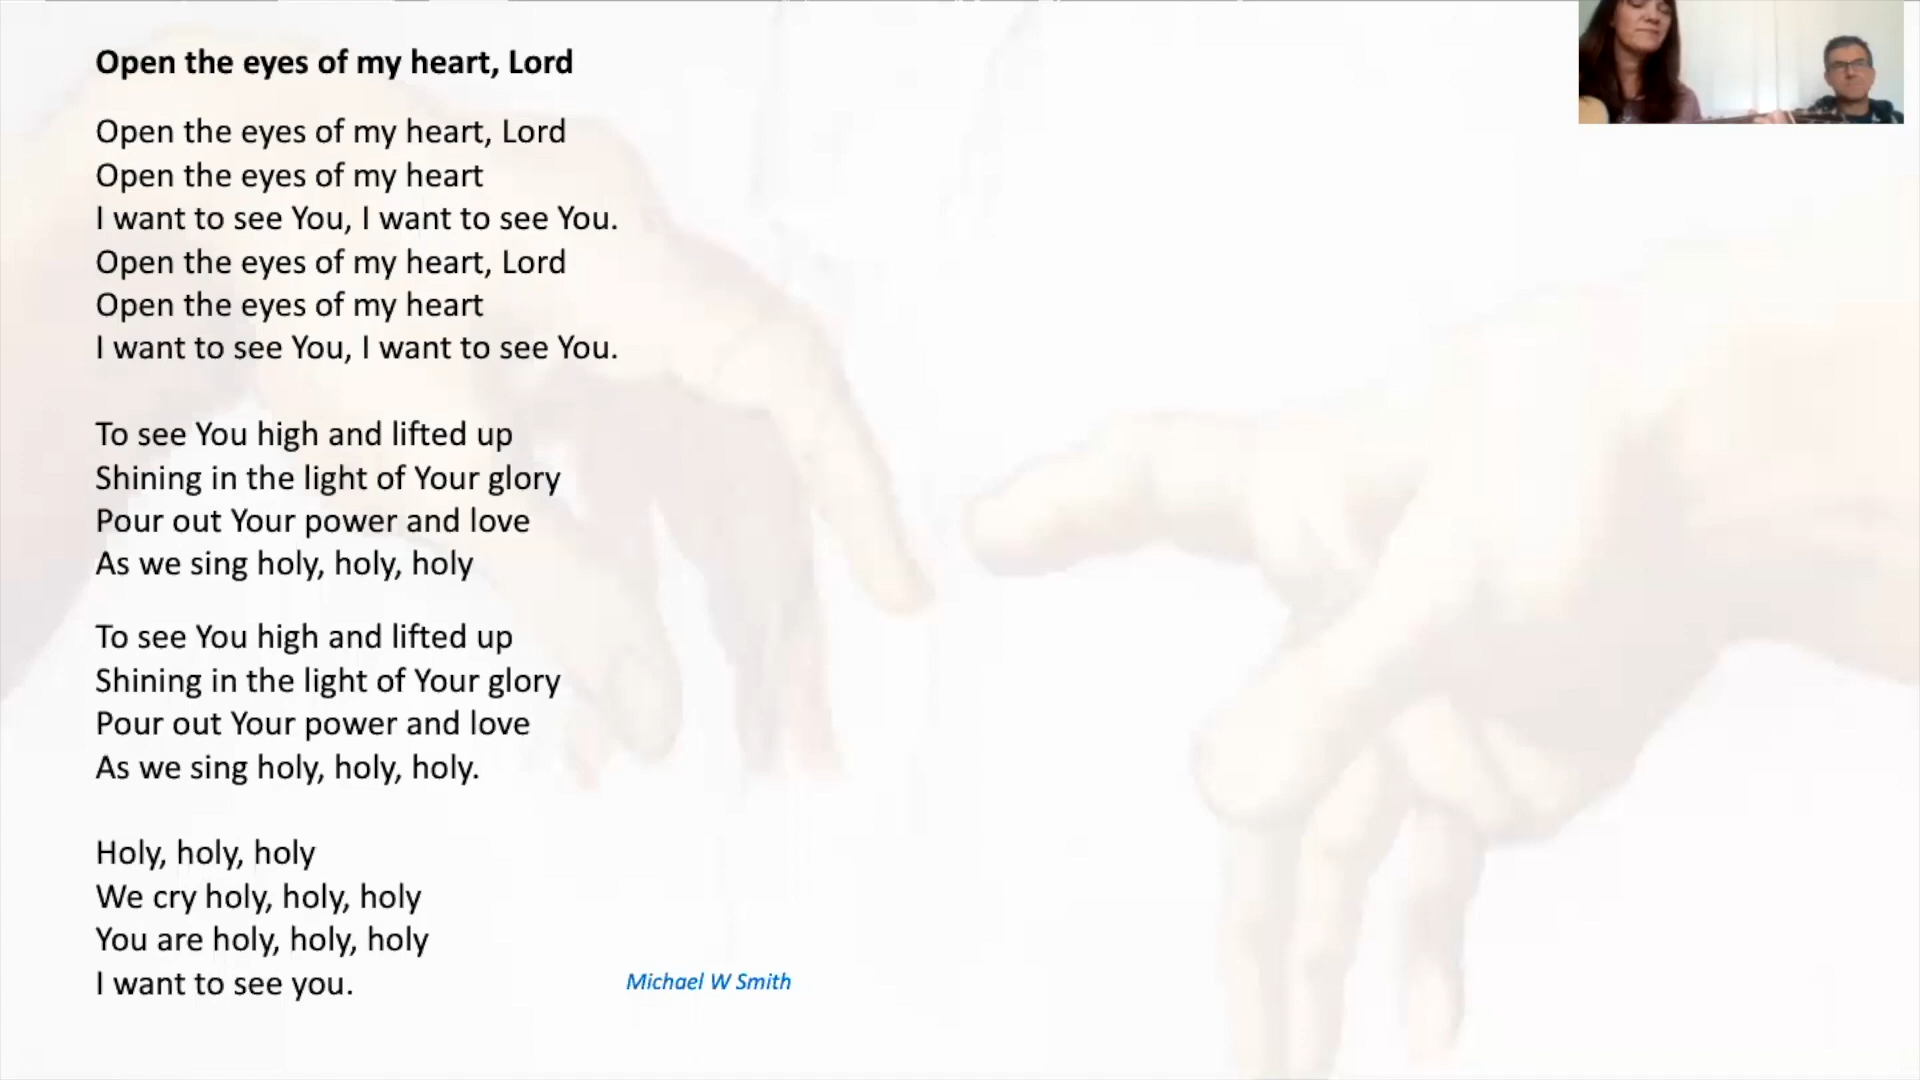 Open the eyes of my heart, Lord
Open the eyes of my heart, Lord
Open the eyes of my heart
I want to see You, I want to see You.
Open the eyes of my heart, Lord
Open the eyes of my heart
I want to see You, I want to see You.
To see You high and lifted up
Shining in the light of Your glory
Pour out Your power and love
As we sing holy, holy, holy
To see You high and lifted up
Shining in the light of Your glory
Pour out Your power and love
As we sing holy, holy, holy.
Holy, holy, holy
We cry holy, holy, holy
You are holy, holy, holy
I want to see you.
Michael W Smith